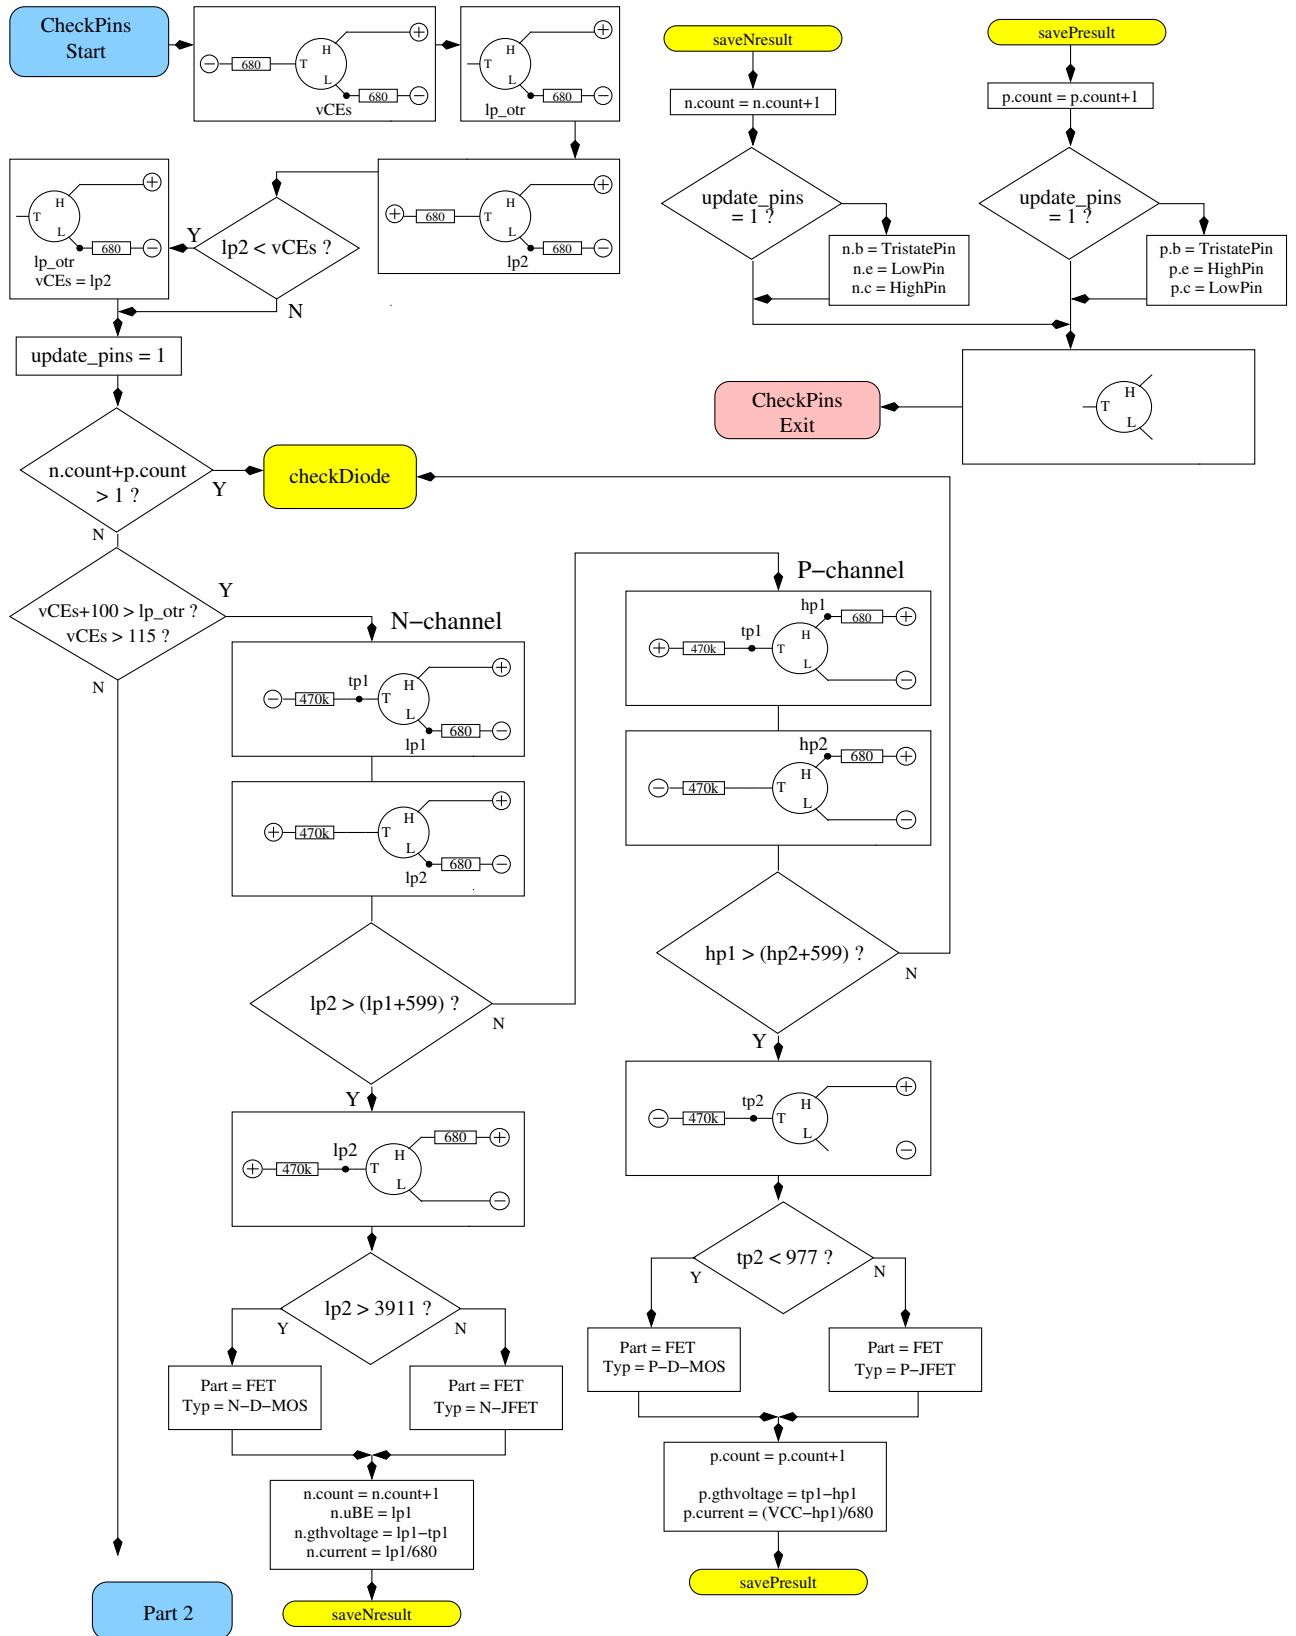 CheckPins
Start
H
T
L
680
680
vCEs
H
T
L
680
lp_otr
saveNresult
n.count = n.count+1
update_pins
= 1 ?
n.b = TristatePin
n.e = LowPin
n.c = HighPin
savePresult
p.count = p.count+1
update_pins
= 1 ?
p.b = TristatePin
p.e = HighPin
p.c = LowPin
H
T
L
CheckPins
Exit
H
T
L
680
680
lp2
lp2 < vCEs ?
Y
N
H
T
L
680
lp_otr
vCEs = lp2
update_pins = 1
n.count+p.count
> 1 ?
Y
N
checkDiode
vCEs+100 > lp_otr ?
vCEs > 115 ?
Y
N
N−channel
tp1
470k
H
T
L
680
lp1
470k
H
T
L
680
lp2
lp2 > (lp1+599) ?
N
Y
lp2
470k
H
T
L
680
lp2 > 3911 ?
Y
N
Part = FET
Typ = N−D−MOS
Part = FET
Typ = N−JFET
n.count = n.count+1
n.uBE = lp1
n.gthvoltage = lp1−tp1
n.current = lp1/680
saveNresult
Part 2
P−channel
hp1
680
tp1
470k
H
T
L
hp2
680
470k
H
T
L
hp1 > (hp2+599) ?
N
Y
tp2
470k
H
T
L
tp2 < 977 ?
Y
N
Part = FET
Typ = P−D−MOS
Part = FET
Typ = P−JFET
p.count = p.count+1
p.gthvoltage = tp1−hp1
p.current = (VCC−hp1)/680
savePresult